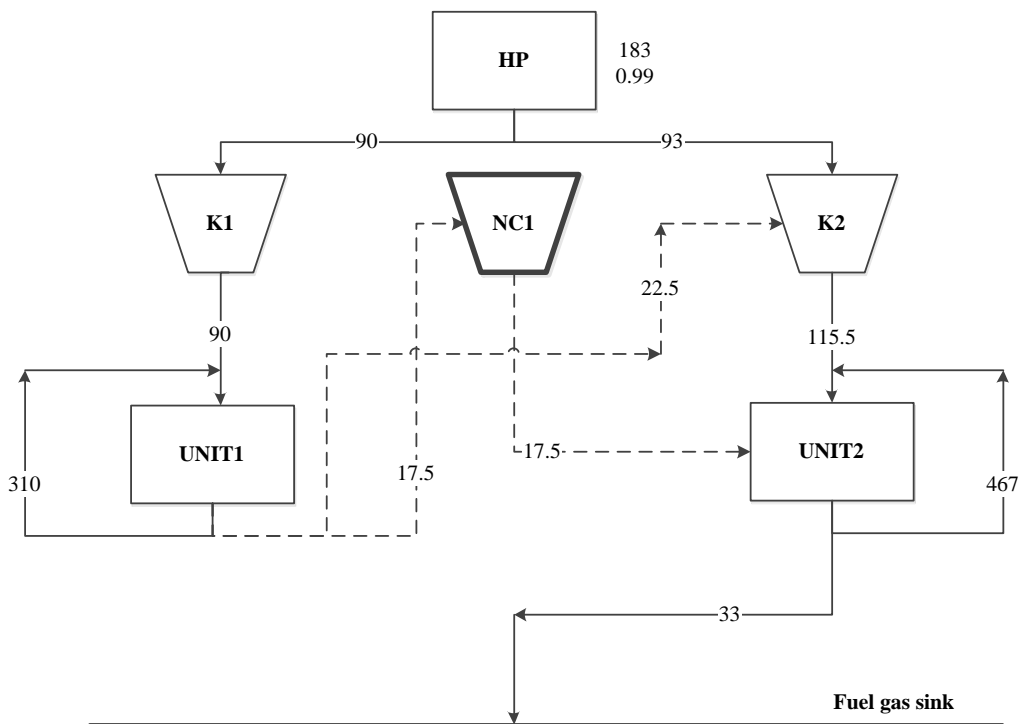 HP
183
0.99
90
93
K1
NC1
K2
22.5
90
115.5
UNIT1
UNIT2
310
17.5
17.5
467
33
Fuel gas sink